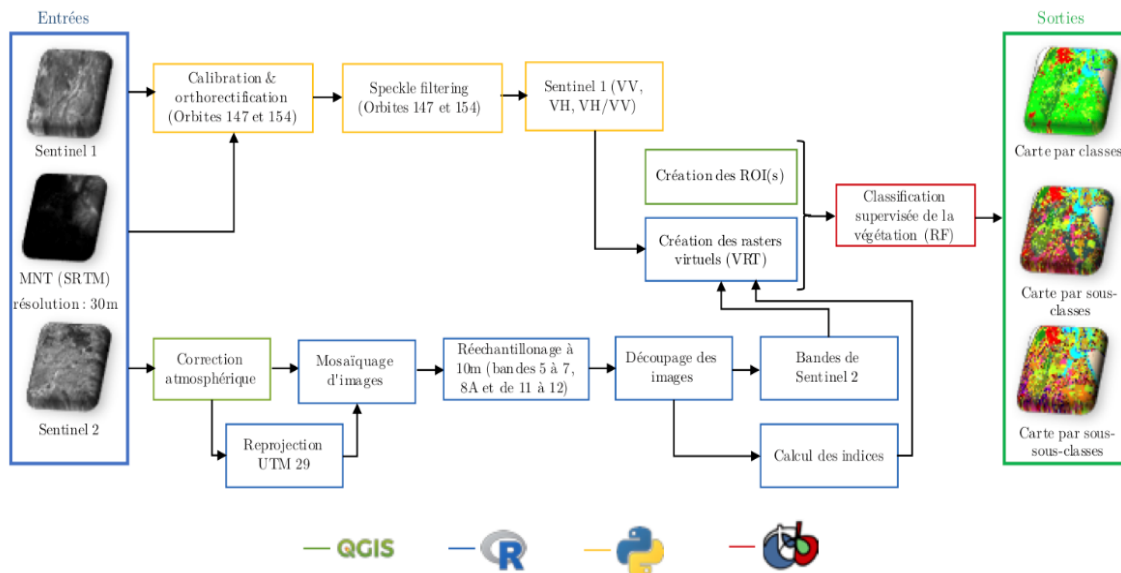 Entrées
Sorties
Sentinel 1
MNT (SRTM)
résolution : 30m
Sentinel 2
Calibration &
orthorectification
(Orbites 147 et 154)
Speckle filtering
(Orbites 147 et 154)
Sentinel 1 (VV,
VH, VH/VV)
Création des ROI(s)
Création des rasters
virtuels (VRT)
Classification
supervisée de la
végétation (RF)
Correction
atmosphérique
Mosaïquage
d'images
Réechantillonage à
10m (bandes 5 à 7,
8A et de 11 à 12)
Découpage des
images
Bandes de
Sentinel 2
Reprojection
UTM 29
Calcul des indices
Carte par classes
Carte par sous-
classes
Carte par sous-
sous-classes
QGIS
R